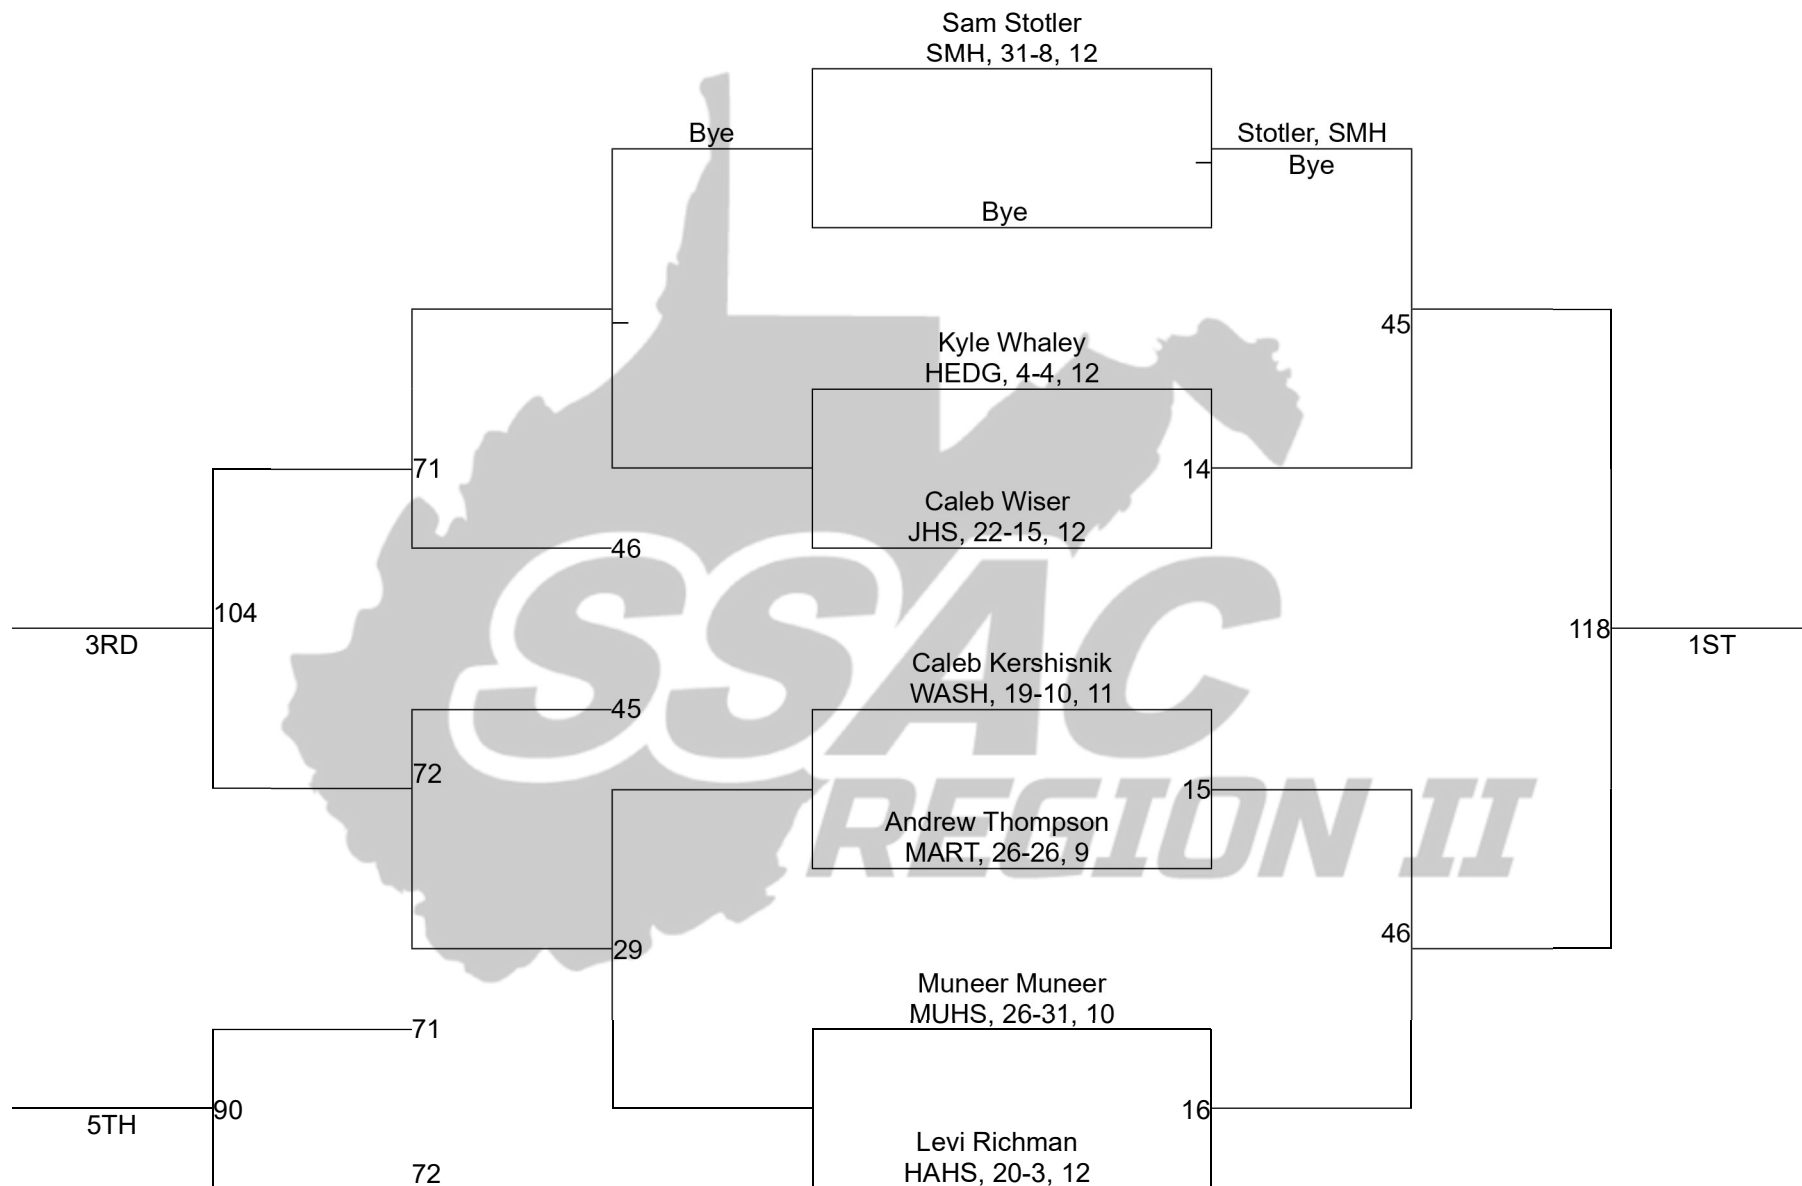 Sam Stotler
SMH, 31-8, 12
Bye
Stotler, SMH
Bye
Bye
45
Kyle Whaley
HEDG, 4-4, 12
71
14
Caleb Wiser
JHS, 22-15, 12
46
SSAC
104
3RD
118
1ST
Caleb Kershisnik
WASH, 19-10, 11
45
72
15
REGION II
Andrew Thompson
MART, 26-26, 9
46
29
Muneer Muneer
MUHS, 26-31, 10
71
90
5TH
16
Levi Richman
HAHS, 20-3, 12
72